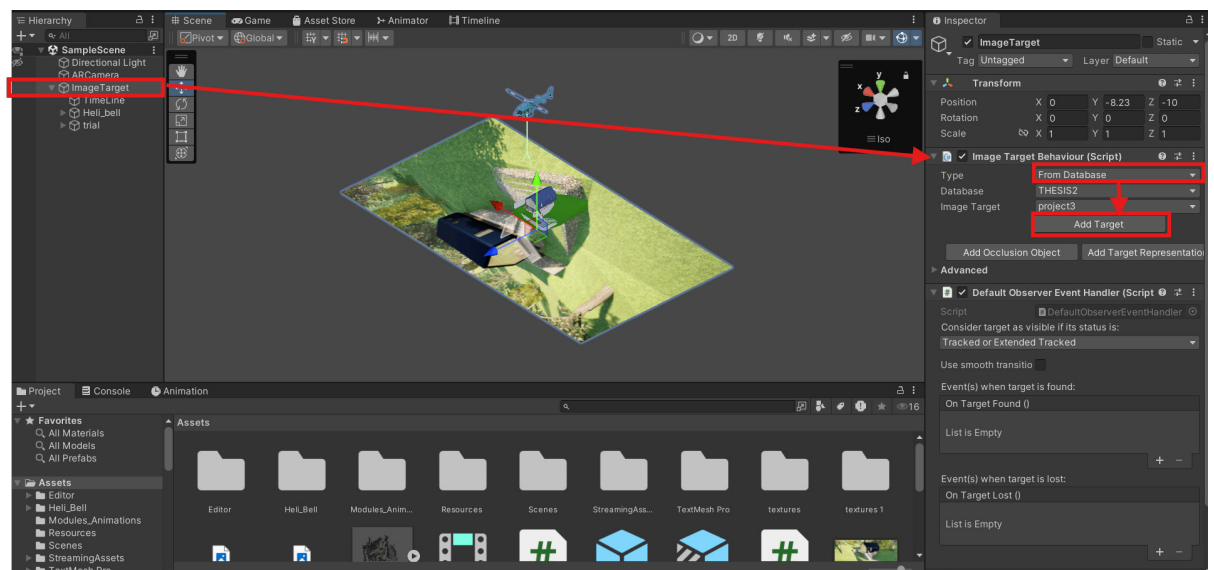 Hierarchy
All
SampleScene
Directional Light
ARCamera
ImageTarget
TimeLine
Heli_bell
trial
Scene Game Asset Store Animator Timeline
Pivot Global 2D
y
x
z
Iso
Inspector
ImageTarget Static
Tag Untagged Layer Default
Transform
Position X 0 Y -8.23 Z -10
Rotation X 0 Y 0 Z 0
Scale X 1 Y 1 Z 1
Image Target Behaviour (Script)
Type From Database
Database THESIS2
Image Target project3
Add Target
Add Occlusion Object Add Target Representatio
Advanced
# Default Observer Event Handler (Script
Script DefaultObserverEventHandler
Consider target as visible if its status is:
Tracked or Extended Tracked
Use smooth transitio
Event(s) when target is found:
On Target Found ()
List is Empty
+ −
Event(s) when target is lost:
On Target Lost ()
List is Empty
+ −
Project Console Animation
16
Favorites
All Materials
All Models
All Prefabs
Assets
Editor
Heli_Bell
Modules_Animations
Resources
Scenes
StreamingAssets
TextMesh Pro
Assets
Editor Heli_Bell Modules_Anim... Resources Scenes StreamingAss... TextMesh Pro textures textures 1
# #